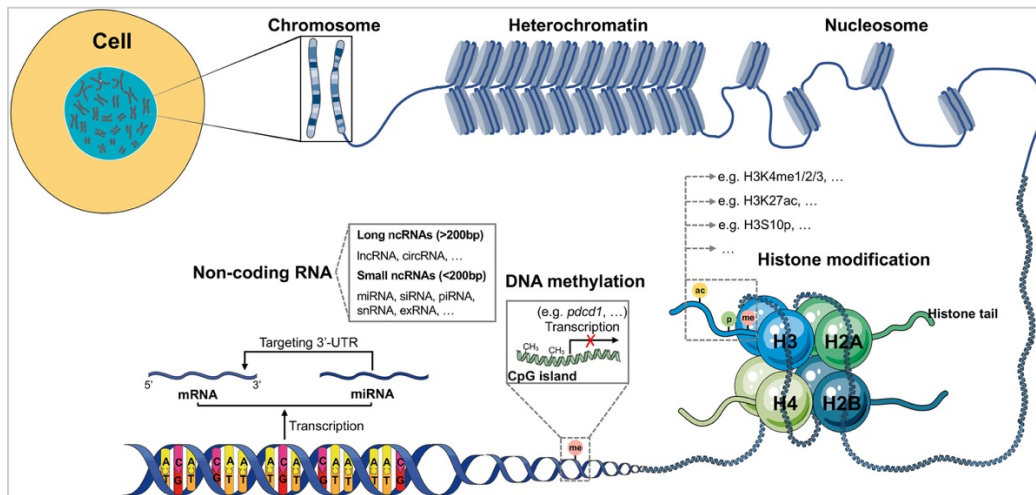 Cell
Chromosome
Heterochromatin
Nucleosome
e.g. H3K4me1/2/3, ...
e.g. H3K27ac, ...
e.g. H3S10p, ...
...
Histone modification
ac
p
me
H3
H2A
H4
H2B
Histone tail
Non-coding RNA
Long ncRNAs (>200bp)
lncRNA, circRNA, ...
Small ncRNAs (<200bp)
miRNA, siRNA, piRNA,
snRNA, exRNA, ...
DNA methylation
(e.g. pdcd1, ...)
Transcription
CH₃ CH₃
CpG island
Targeting 3'-UTR
5' 3'
mRNA miRNA
Transcription
me
A C A C A A A G A C A A A A C
T G T G T T T C T G T T T T G